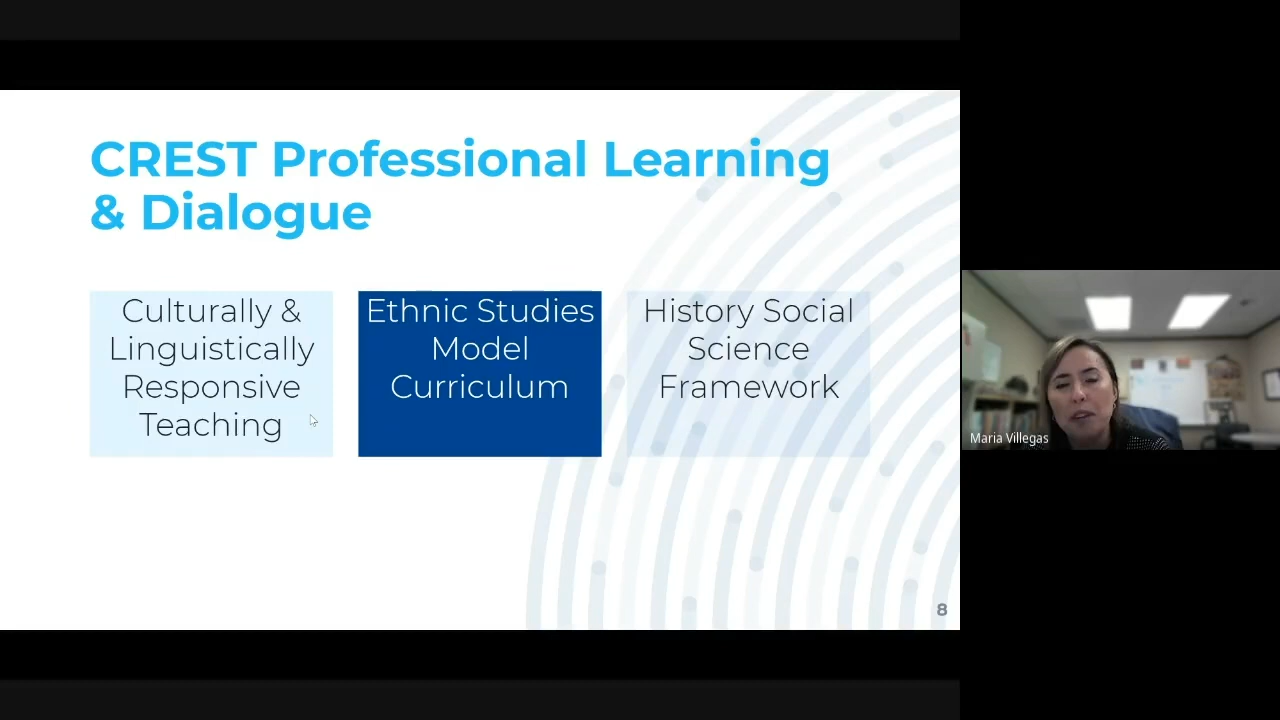 CREST Professional Learning
& Dialogue
Culturally &
Linguistically
Responsive
Teaching
Ethnic Studies
Model
Curriculum
History Social
Science
Framework
8
Maria Villegas